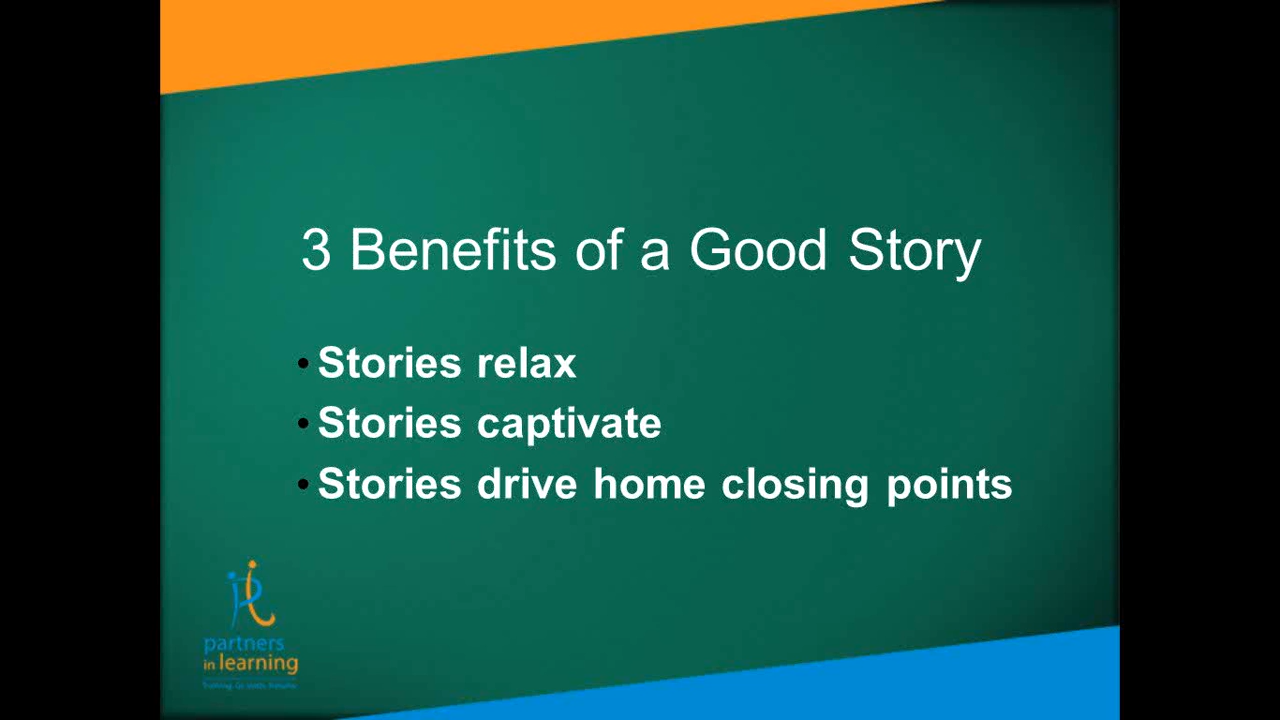 3 Benefits of a Good Story
• Stories relax
• Stories captivate
• Stories drive home closing points
partners
in learning